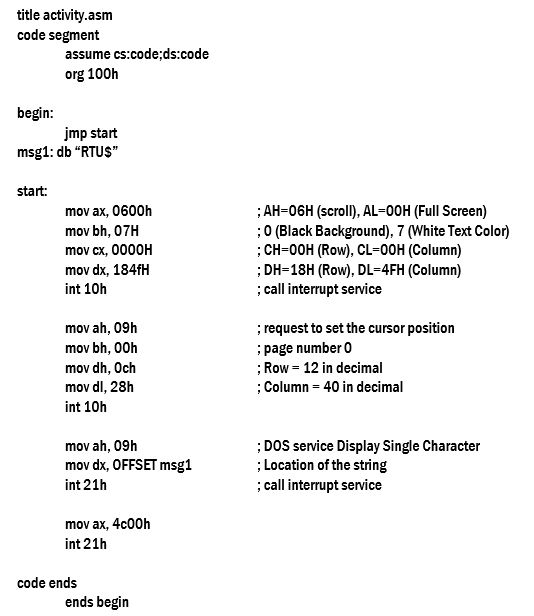 title activity.asm
code segment
assume cs:code;ds:code
org 100h
begin:
jmp start
msg1: db “RTU$”
start:
mov ax, 0600h ; AH=06H (scroll), AL=00H (Full Screen)
mov bh, 07H ; 0 (Black Background), 7 (White Text Color)
mov cx, 0000H ; CH=00H (Row), CL=00H (Column)
mov dx, 184fH ; DH=18H (Row), DL=4FH (Column)
int 10h ; call interrupt service
mov ah, 09h ; request to set the cursor position
mov bh, 00h ; page number 0
mov dh, 0ch ; Row = 12 in decimal
mov dl, 28h ; Column = 40 in decimal
int 10h
mov ah, 09h ; DOS service Display Single Character
mov dx, OFFSET msg1 ; Location of the string
int 21h ; call interrupt service
mov ax, 4c00h
int 21h
code ends
ends begin